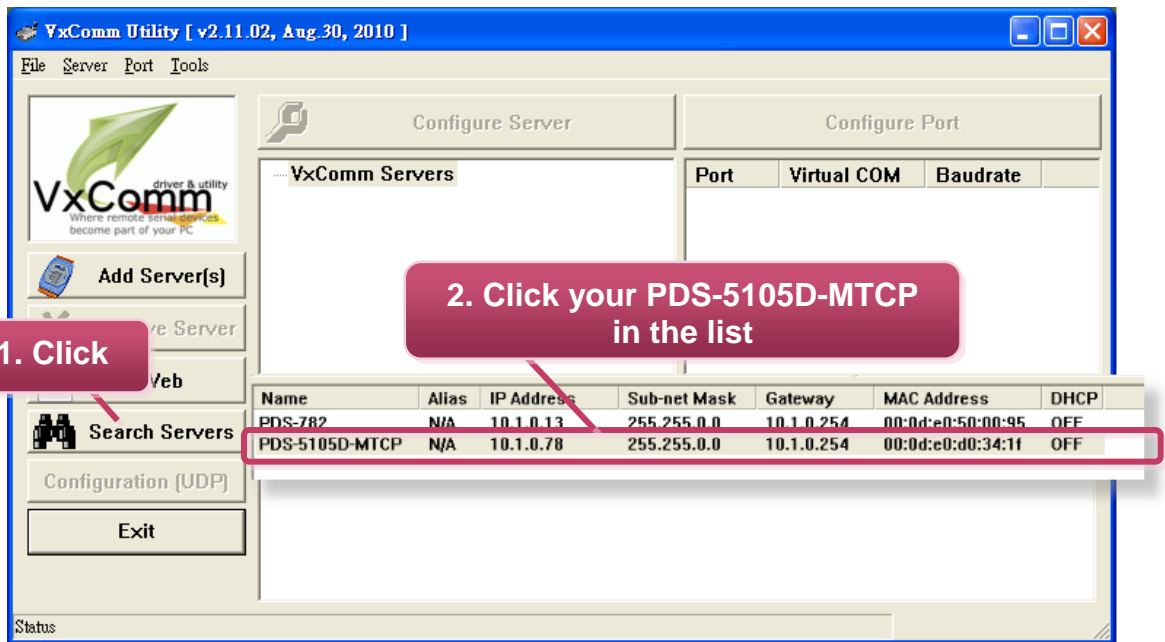 VxComm Utility [ v2.11.02, Aug.30, 2010 ]
File Server Port Tools
VxComm
driver & utility
Where remote serial devices
become part of your PC
Configure Server
Configure Port
VxComm Servers
Port Virtual COM Baudrate
Add Server(s)
Server
1. Click
2. Click your PDS-5105D-MTCP
in the list
Search Servers
Name Alias IP Address Sub-net Mask Gateway MAC Address DHCP
PDS-782 N/A 10.1.0.13 255.255.0.0 10.1.0.254 00:0d:e0:50:00:95 OFF
PDS-5105D-MTCP N/A 10.1.0.78 255.255.0.0 10.1.0.254 00:0d:e0:d0:34:1f OFF
Configuration (UDP)
Exit
Status